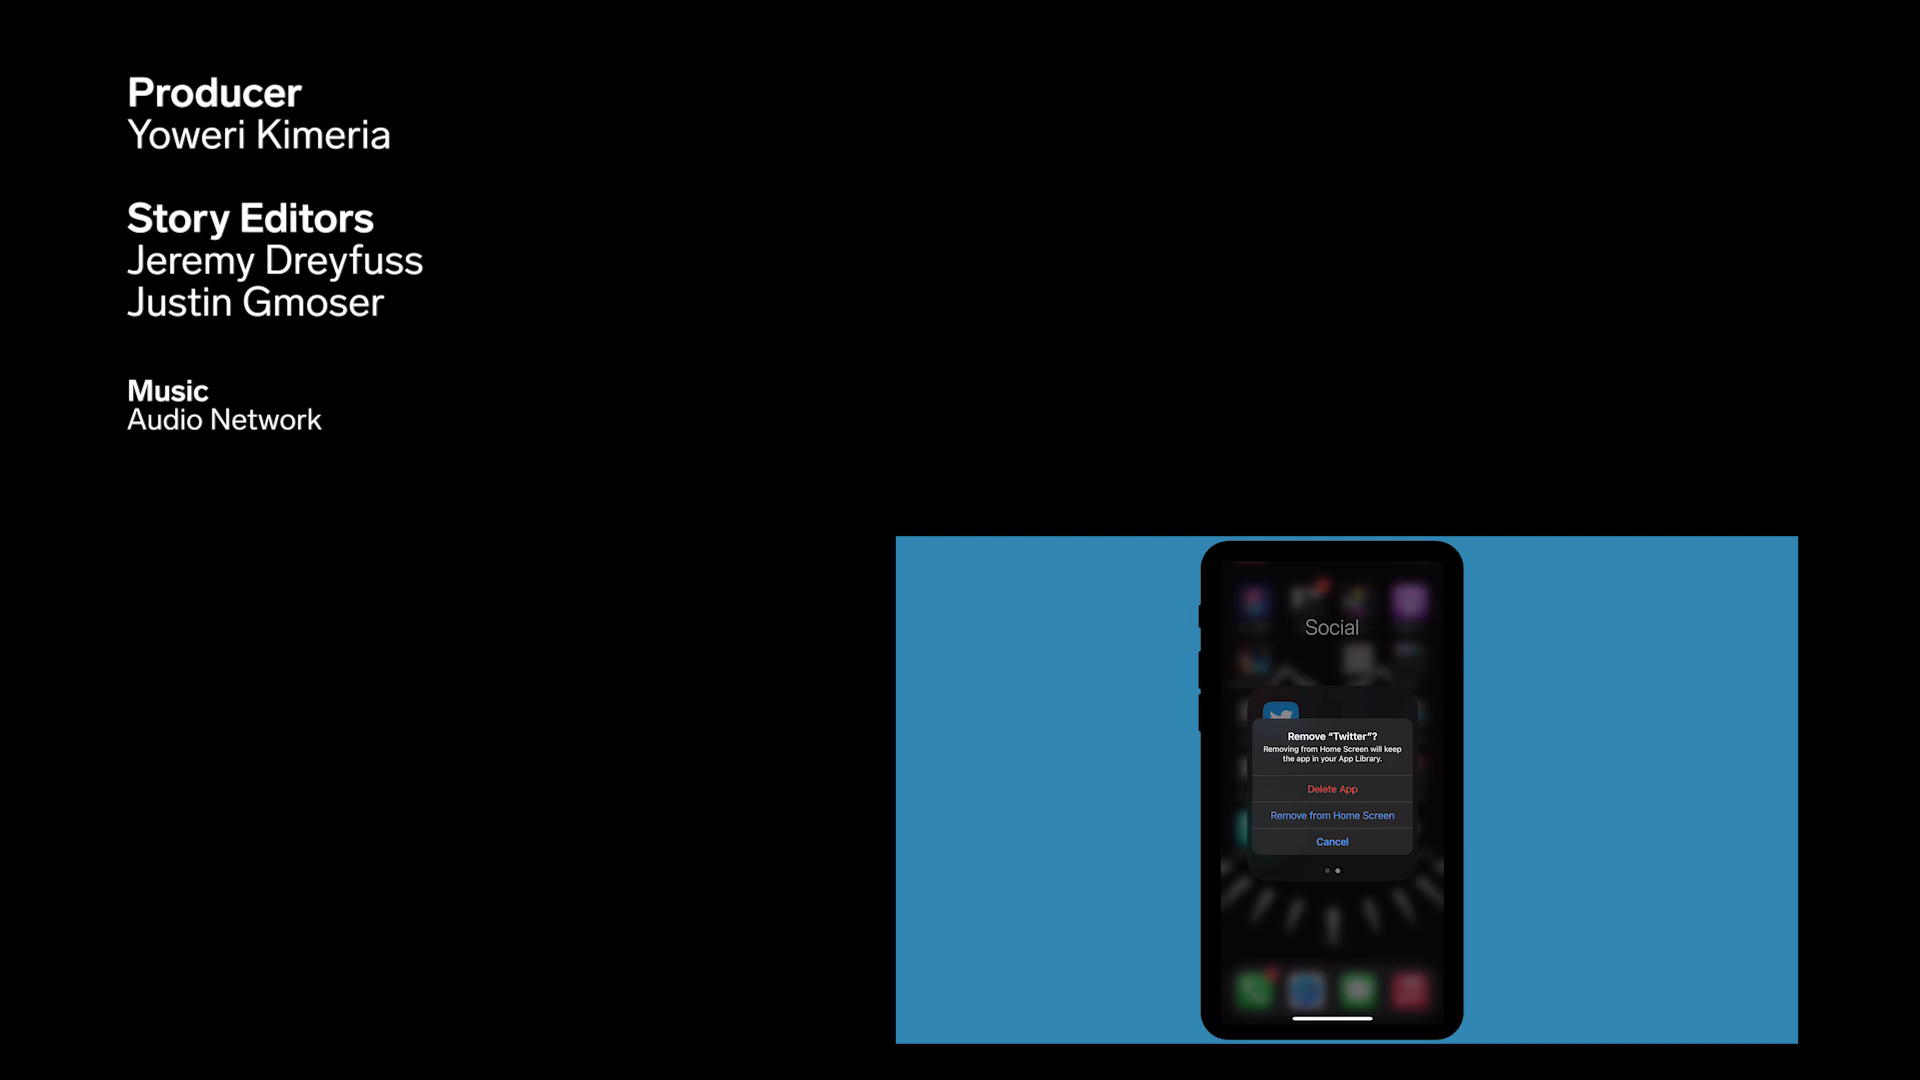 Producer
Yoweri Kimeria
Story Editors
Jeremy Dreyfuss
Justin Gmoser
Music
Audio Network
Social
Remove “Twitter”?
Removing from Home Screen will keep
the app in your App Library.
Delete App
Remove from Home Screen
Cancel